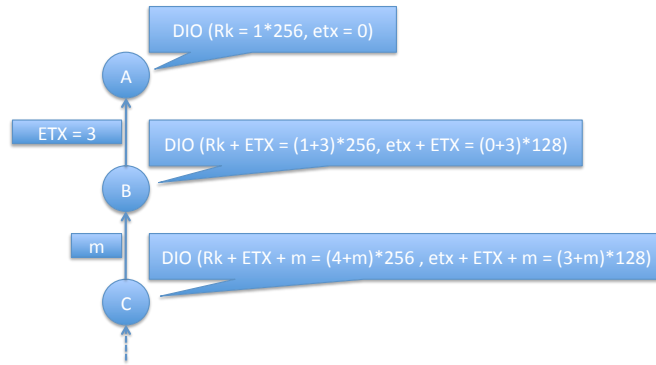 DIO (Rk = 1*256, etx = 0)
A
ETX = 3
DIO (Rk + ETX = (1+3)*256, etx + ETX = (0+3)*128)
B
m
DIO (Rk + ETX + m = (4+m)*256 , etx + ETX + m = (3+m)*128)
C